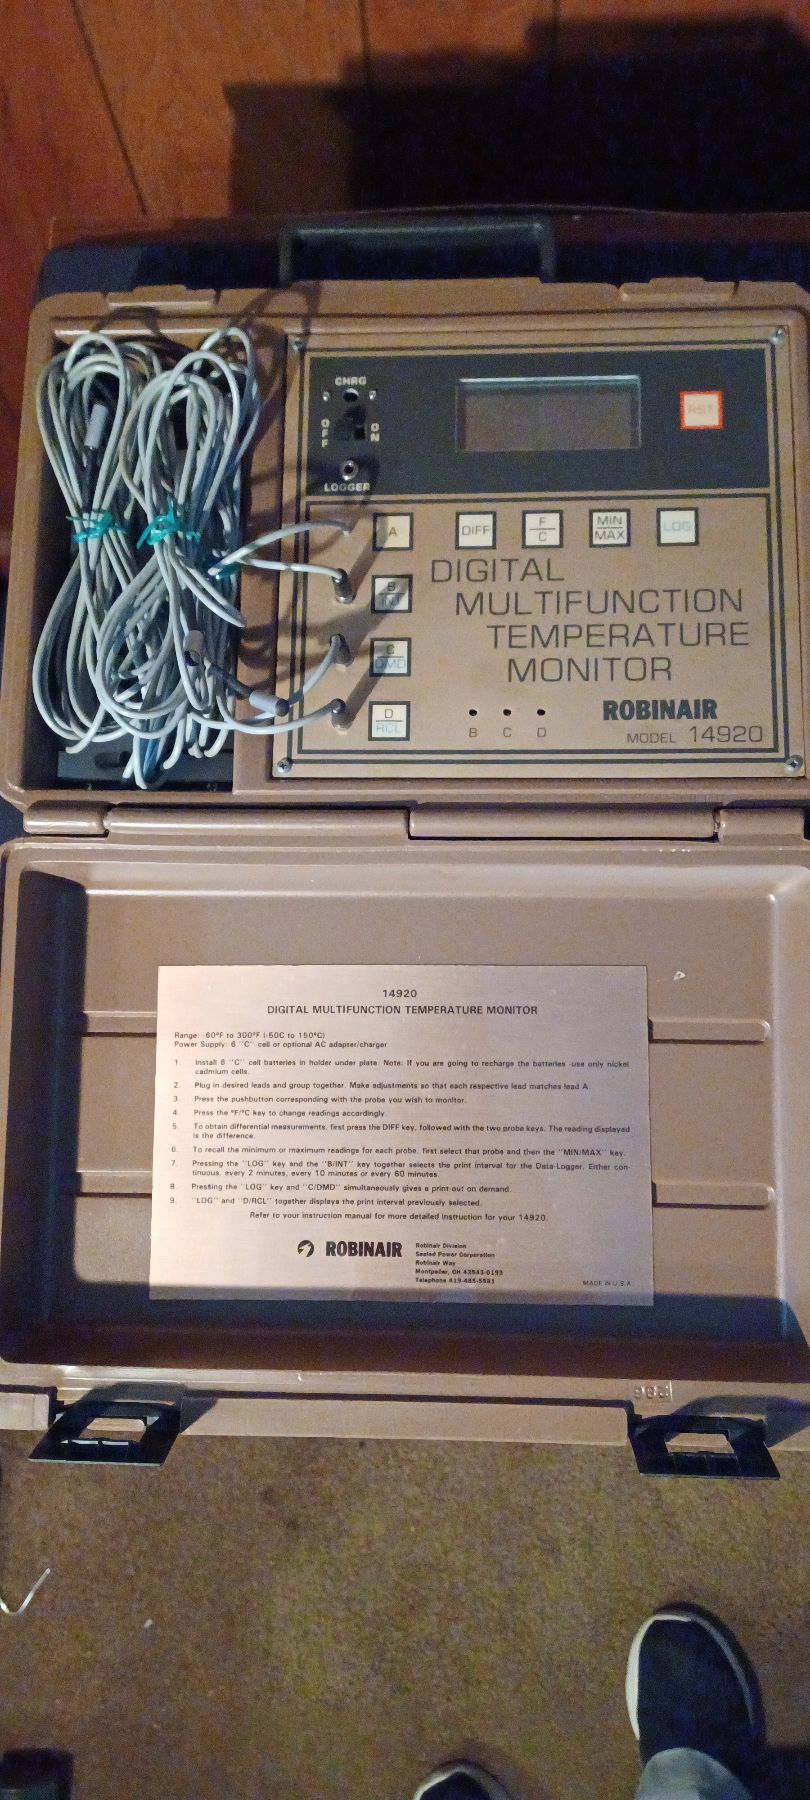 CHRG
OFF
ON
LOGGER
RST
A
DIFF
F
C
MIN
MAX
LOG
B
INT
C
DMD
D
RCL
DIGITAL
MULTIFUNCTION
TEMPERATURE
MONITOR
B C D
ROBINAIR
MODEL 14920
14920
DIGITAL MULTIFUNCTION TEMPERATURE MONITOR
Range: -60°F to 300°F (-50C to 150°C)
Power Supply: 6 "C" cell or optional AC adapter/charger
1. Install 6 "C" cell batteries in holder under plate. Note: If you are going to recharge the batteries -use only nickel
cadmium cells.
2. Plug in desired leads and group together. Make adjustments so that each respective lead matches lead A.
3. Press the pushbutton corresponding with the probe you wish to monitor.
4. Press the °F/°C key to change readings accordingly.
5. To obtain differential measurements, first press the DIFF key, followed with the two probe keys. The reading displayed
is the difference.
6. To recall the minimum or maximum readings for each probe, first select that probe and then the "MIN/MAX" key.
7. Pressing the "LOG" key and the "B/INT" key together selects the print interval for the Data-Logger. Either con-
tinuous, every 2 minutes, every 10 minutes or every 60 minutes.
8. Pressing the "LOG" key and "C/DMD" simultaneously gives a print-out on demand.
9. "LOG" and "D/RCL" together displays the print interval previously selected.
Refer to your instruction manual for more detailed instruction for your 14920.
ROBINAIR
Robinair Division
Sealed Power Corporation
Robinair Way
Montpelier, OH 43543-0193
Telephone 419-485-5561
MADE IN U.S.A.